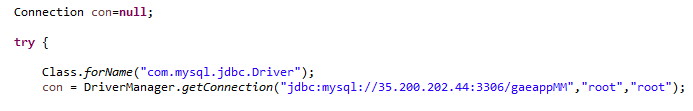 Connection con=null;
try {
Class.forName("com.mysql.jdbc.Driver");
con = DriverManager.getConnection("jdbc:mysql://35.200.202.44:3306/gaeappMM","root","root");